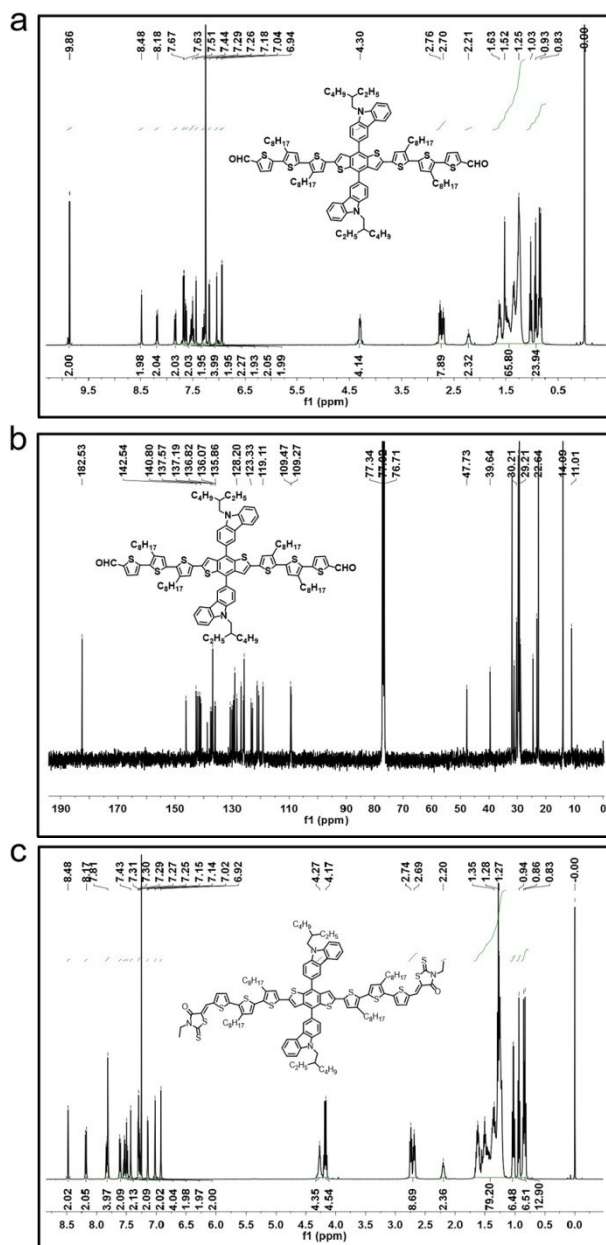 a
9.86 8.48 8.18 7.67 7.63 7.51 7.44 7.29 7.26 7.18 7.04 6.94 4.30 2.76 2.70 2.21 1.63 1.52 1.25 1.03 0.93 0.83 -0.00
C4H9 C2H5
N
C8H17 C8H17
OHC S S S S S S S S CHO
C8H17 C8H17
N
C2H5 C4H9
2.00 1.98 2.04 2.03 2.03 1.95 3.99 1.95 2.27 1.93 2.05 1.99 4.14 7.89 2.32 65.80 23.94
9.5 8.5 7.5 6.5 5.5 4.5 3.5 2.5 1.5 0.5
f1 (ppm)
b
182.53 142.54 140.80 137.57 137.19 136.82 136.07 135.86 128.20 123.33 119.11 109.47 109.27 77.34 77.02 76.71 47.73 39.64 30.21 29.21 22.64 14.09 11.01
C4H9 C2H5
N
C8H17 C8H17
OHC S S S S S S S S CHO
C8H17 C8H17
N
C2H5 C4H9
190 170 150 130 110 90 80 70 60 50 40 30 20 10 0
f1 (ppm)
c
8.48 8.17 7.81 7.43 7.31 7.30 7.29 7.27 7.25 7.15 7.14 7.02 6.92 4.27 4.17 2.74 2.69 2.20 1.35 1.28 1.27 0.94 0.86 0.83 -0.00
C4H9 C2H5
N
C8H17 C8H17
S N O S
O S N S
C8H17 C8H17
N
C2H5 C4H9
2.02 2.05 3.97 2.09 2.13 2.09 2.02 4.04 1.98 1.97 2.00 4.35 4.54 8.69 2.36 79.20 6.48 6.51 12.90
8.5 8.0 7.5 7.0 6.5 6.0 5.5 5.0 4.5 4.0 3.5 3.0 2.5 2.0 1.5 1.0 0.5 0.0
f1 (ppm)